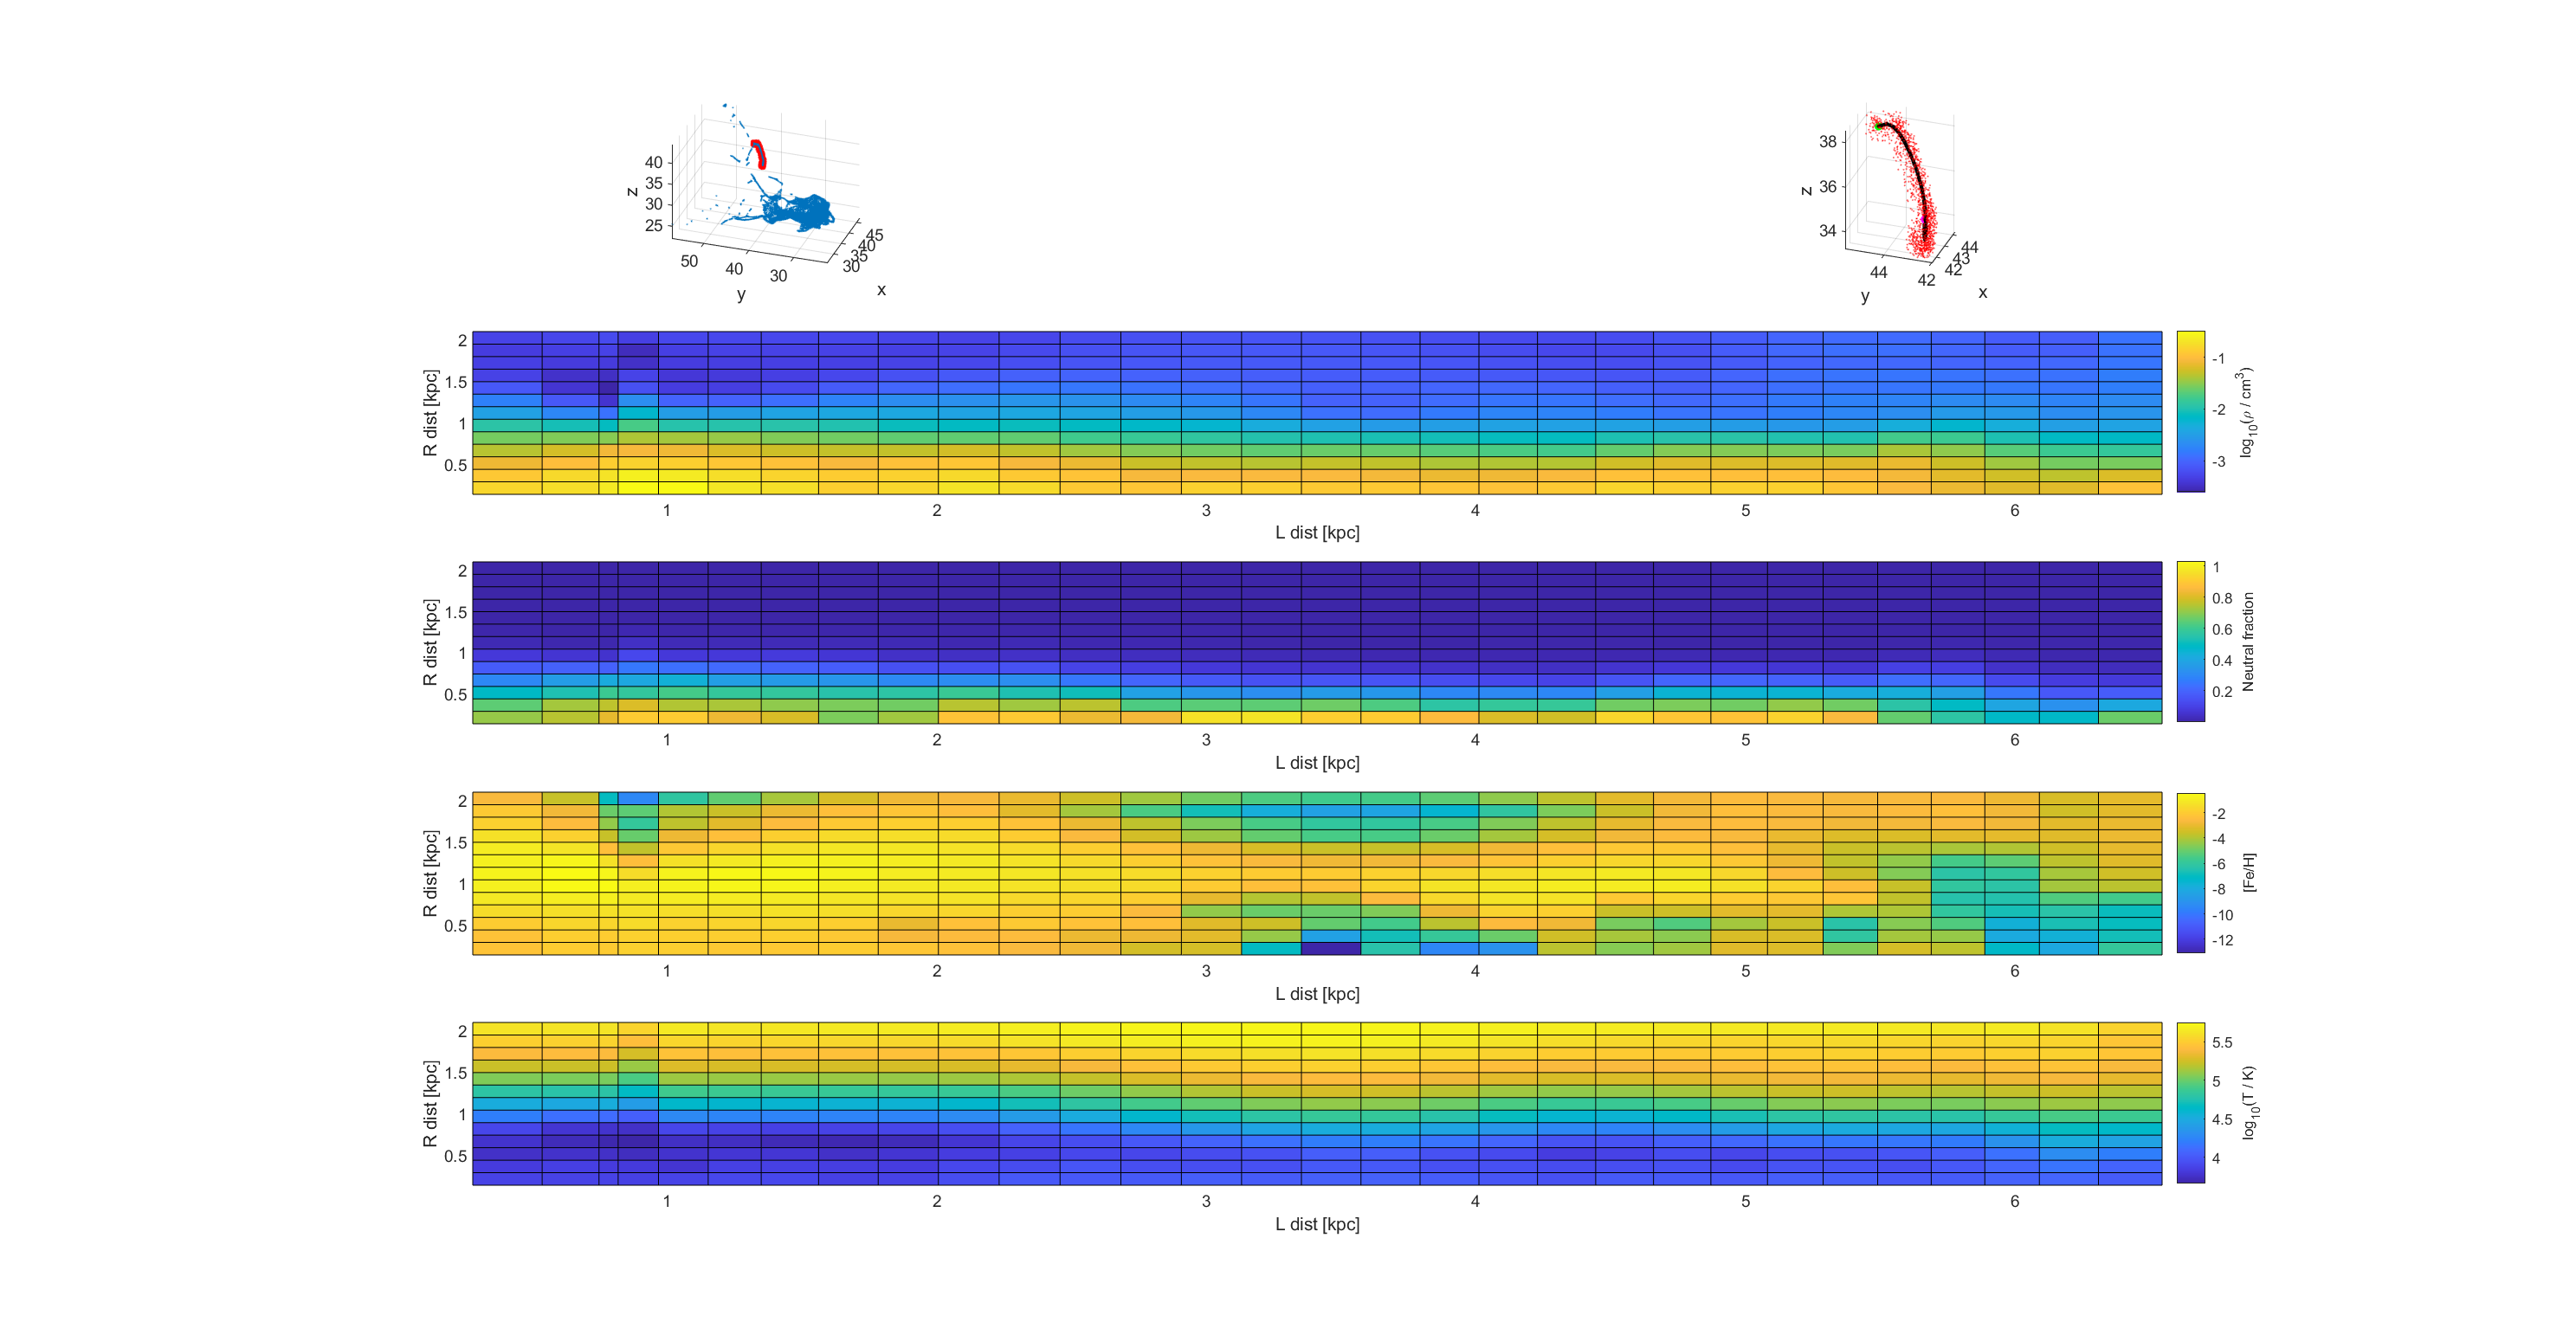 40
35
30
25
z
50
40
30
y
45
40
35
30
x
38
36
34
z
44
42
y
44
43
42
x
2
1.5
1
0.5
R dist [kpc]
1 2 3 4 5 6
L dist [kpc]
-1
-2
-3
log10(ρ / cm3)
2
1.5
1
0.5
R dist [kpc]
1 2 3 4 5 6
L dist [kpc]
1
0.8
0.6
0.4
0.2
Neutral fraction
2
1.5
1
0.5
R dist [kpc]
1 2 3 4 5 6
L dist [kpc]
-2
-4
-6
-8
-10
-12
[Fe/H]
2
1.5
1
0.5
R dist [kpc]
1 2 3 4 5 6
L dist [kpc]
5.5
5
4.5
4
log10(T / K)